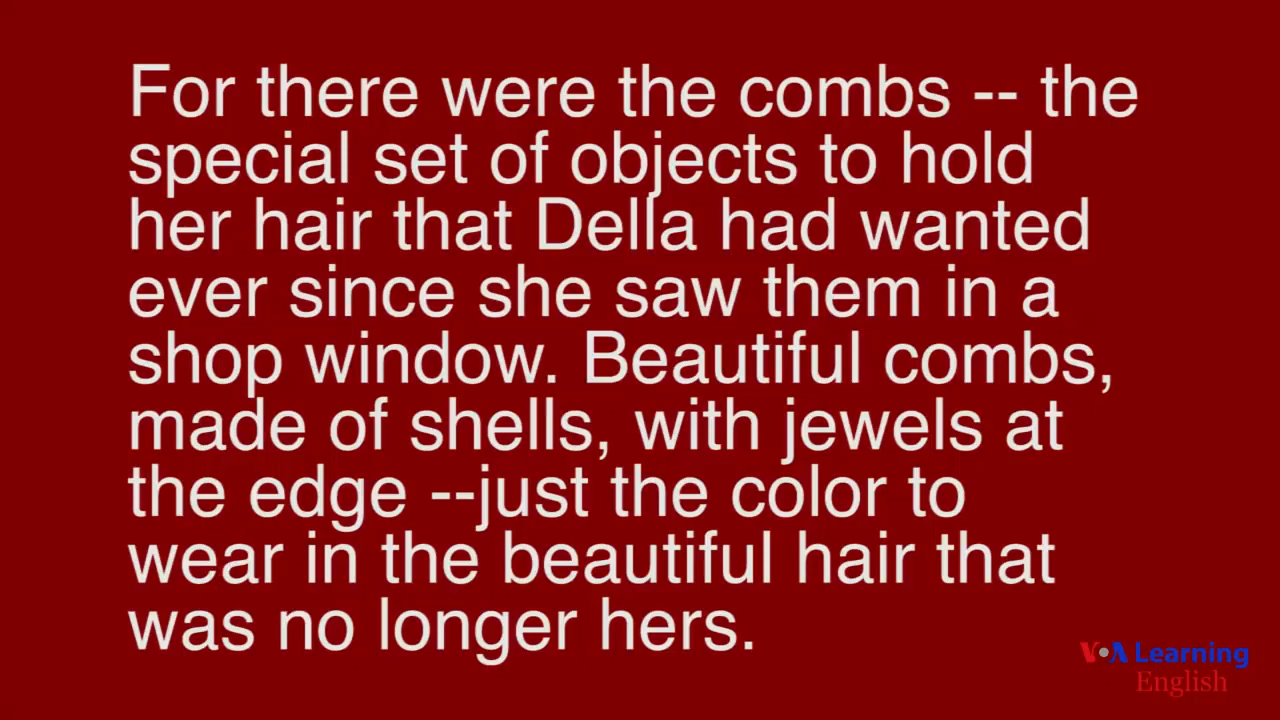 For there were the combs -- the
special set of objects to hold
her hair that Della had wanted
ever since she saw them in a
shop window. Beautiful combs,
made of shells, with jewels at
the edge --just the color to
wear in the beautiful hair that
was no longer hers.
VOA Learning
English